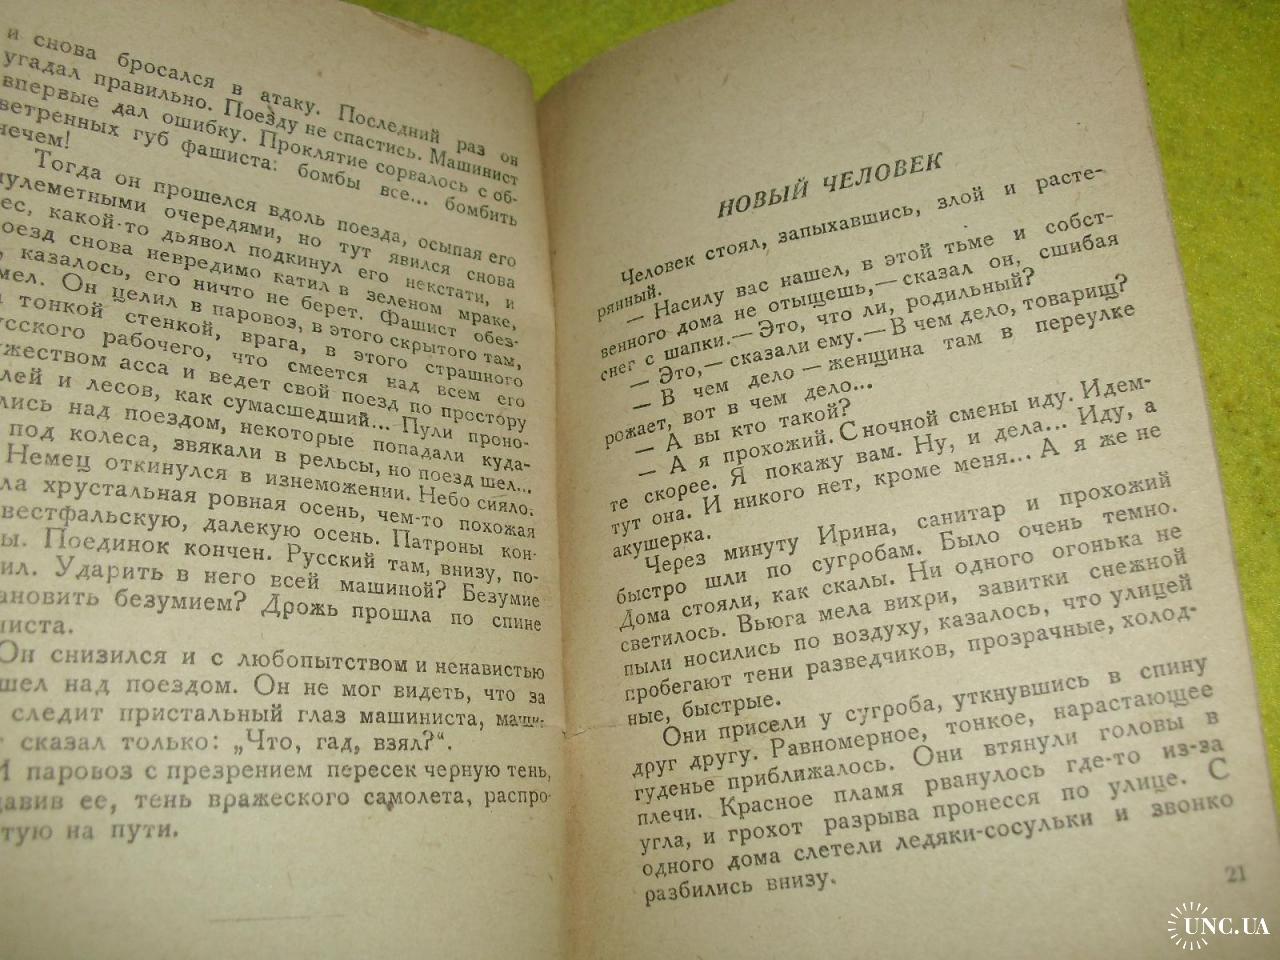 и снова бросался в атаку. Последний раз он
угадал правильно. Поезду не спастись. Машинист
впервые дал ошибку. Проклятие сорвалось с об-
ветренных губ фашиста: бомбы все... бомбить
нечем!
Тогда он прошелся вдоль поезда, осыпая его
улеметными очередями, но тут явился снова
ес, какой-то дьявол подкинул его некстати, и
оезд снова невредимо катил в зеленом мраке,
, казалось, его ничто не берет. Фашист обез-
мел. Он целил в паровоз, в этого скрытого там,
тонкой стенкой, врага, в этого страшного
усского рабочего, что смеется над всем его
ужеством асса и ведет свой поезд по простору
лей и лесов, как сумасшедший... Пули проно-
лись над поездом, некоторые попадали куда-
под колеса, звякали в рельсы, но поезд шел...
Немец откинулся в изнеможении. Небо сияло.
ла хрустальная ровная осень, чем-то похожая
вестфальскую, далекую осень. Патроны кон-
ы. Поединок кончен. Русский там, внизу, по-
ил. Ударить в него всей машиной? Безумие
ановить безумием? Дрожь прошла по спине
иста.
Он снизился и с любопытством и ненавистью
шел над поездом. Он не мог видеть, что за
следит пристальный глаз машиниста, маши-
т сказал только: „Что, гад, взял?“.
И паровоз с презрением пересек черную тень,
давив ее, тень вражеского самолета, распро-
тую на пути.
НОВЫЙ ЧЕЛОВЕК
Человек стоял, запыхавшись, злой и расте-
рянный.
— Насилу вас нашел, в этой тьме и собст-
венного дома не отыщешь,— сказал он, сшибая
снег с шапки.— Это, что ли, родильный?
— Это,— сказали ему.— В чем дело, товарищ?
— В чем дело — женщина там в переулке
рожает, вот в чем дело...
— А вы кто такой?
— А я прохожий. С ночной смены иду. Идем-
те скорее. Я покажу вам. Ну, и дела... Иду, а
тут она. И никого нет, кроме меня... А я же не
акушерка.
Через минуту Ирина, санитар и прохожий
быстро шли по сугробам. Было очень темно.
Дома стояли, как скалы. Ни одного огонька не
светилось. Вьюга мела вихри, завитки снежной
пыли носились по воздуху, казалось, что улицей
пробегают тени разведчиков, прозрачные, холод-
ные, быстрые.
Они присели у сугроба, уткнувшись в спину
друг другу. Равномерное, тонкое, нарастающее
гуденье приближалось. Они втянули головы в
плечи. Красное пламя рванулось где-то из-за
угла, и грохот разрыва пронесся по улице. С
одного дома слетели ледяки-сосульки и звонко
разбились внизу.
21
UNC.UA